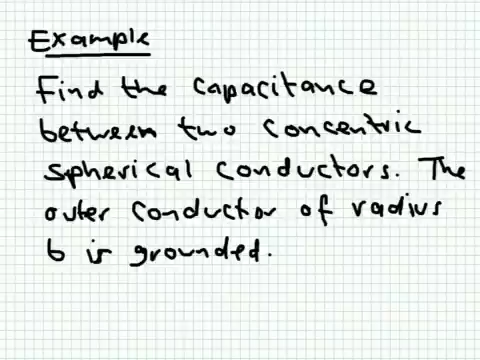 Example
Find the capacitance
between two concentric
spherical conductors. The
outer conductor of radius
b is grounded.